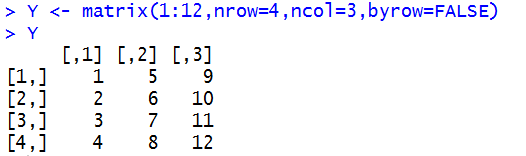 > Y <- matrix(1:12,nrow=4,ncol=3,byrow=FALSE)
> Y
     [,1] [,2] [,3]
[1,]    1    5    9
[2,]    2    6   10
[3,]    3    7   11
[4,]    4    8   12